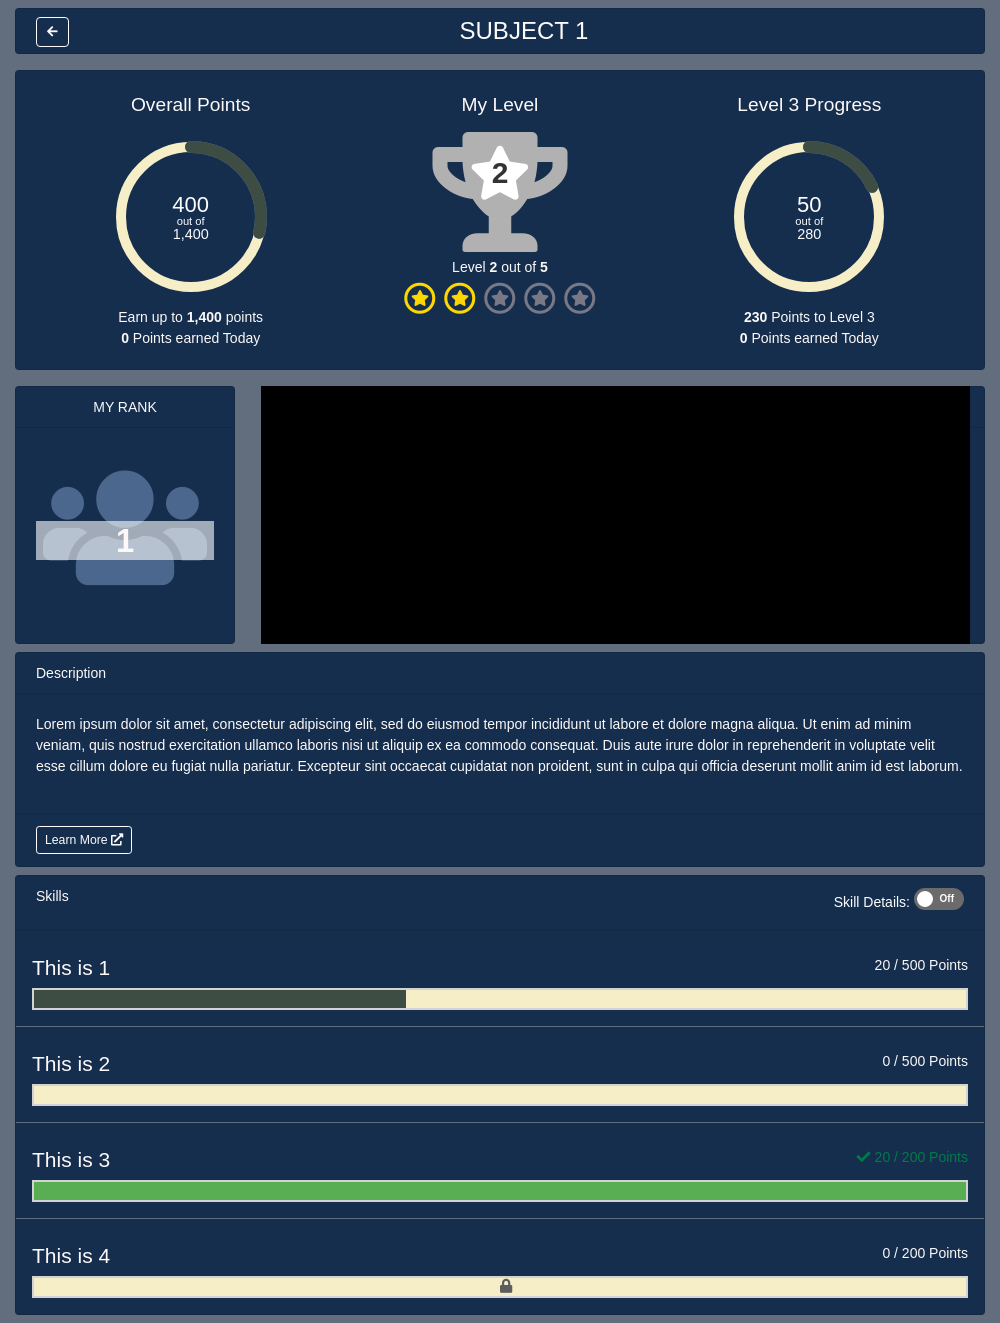 SUBJECT 1
Overall Points
400
out of
1,400
Earn up to 1,400 points
0 Points earned Today
My Level
2
Level 2 out of 5
Level 3 Progress
50
out of
280
230 Points to Level 3
0 Points earned Today
MY RANK
1
Description
Lorem ipsum dolor sit amet, consectetur adipiscing elit, sed do eiusmod tempor incididunt ut labore et dolore magna aliqua. Ut enim ad minim
veniam, quis nostrud exercitation ullamco laboris nisi ut aliquip ex ea commodo consequat. Duis aute irure dolor in reprehenderit in voluptate velit
esse cillum dolore eu fugiat nulla pariatur. Excepteur sint occaecat cupidatat non proident, sunt in culpa qui officia deserunt mollit anim id est laborum.
Learn More
Skills
Skill Details: Off
This is 1
20 / 500 Points
This is 2
0 / 500 Points
This is 3
20 / 200 Points
This is 4
0 / 200 Points